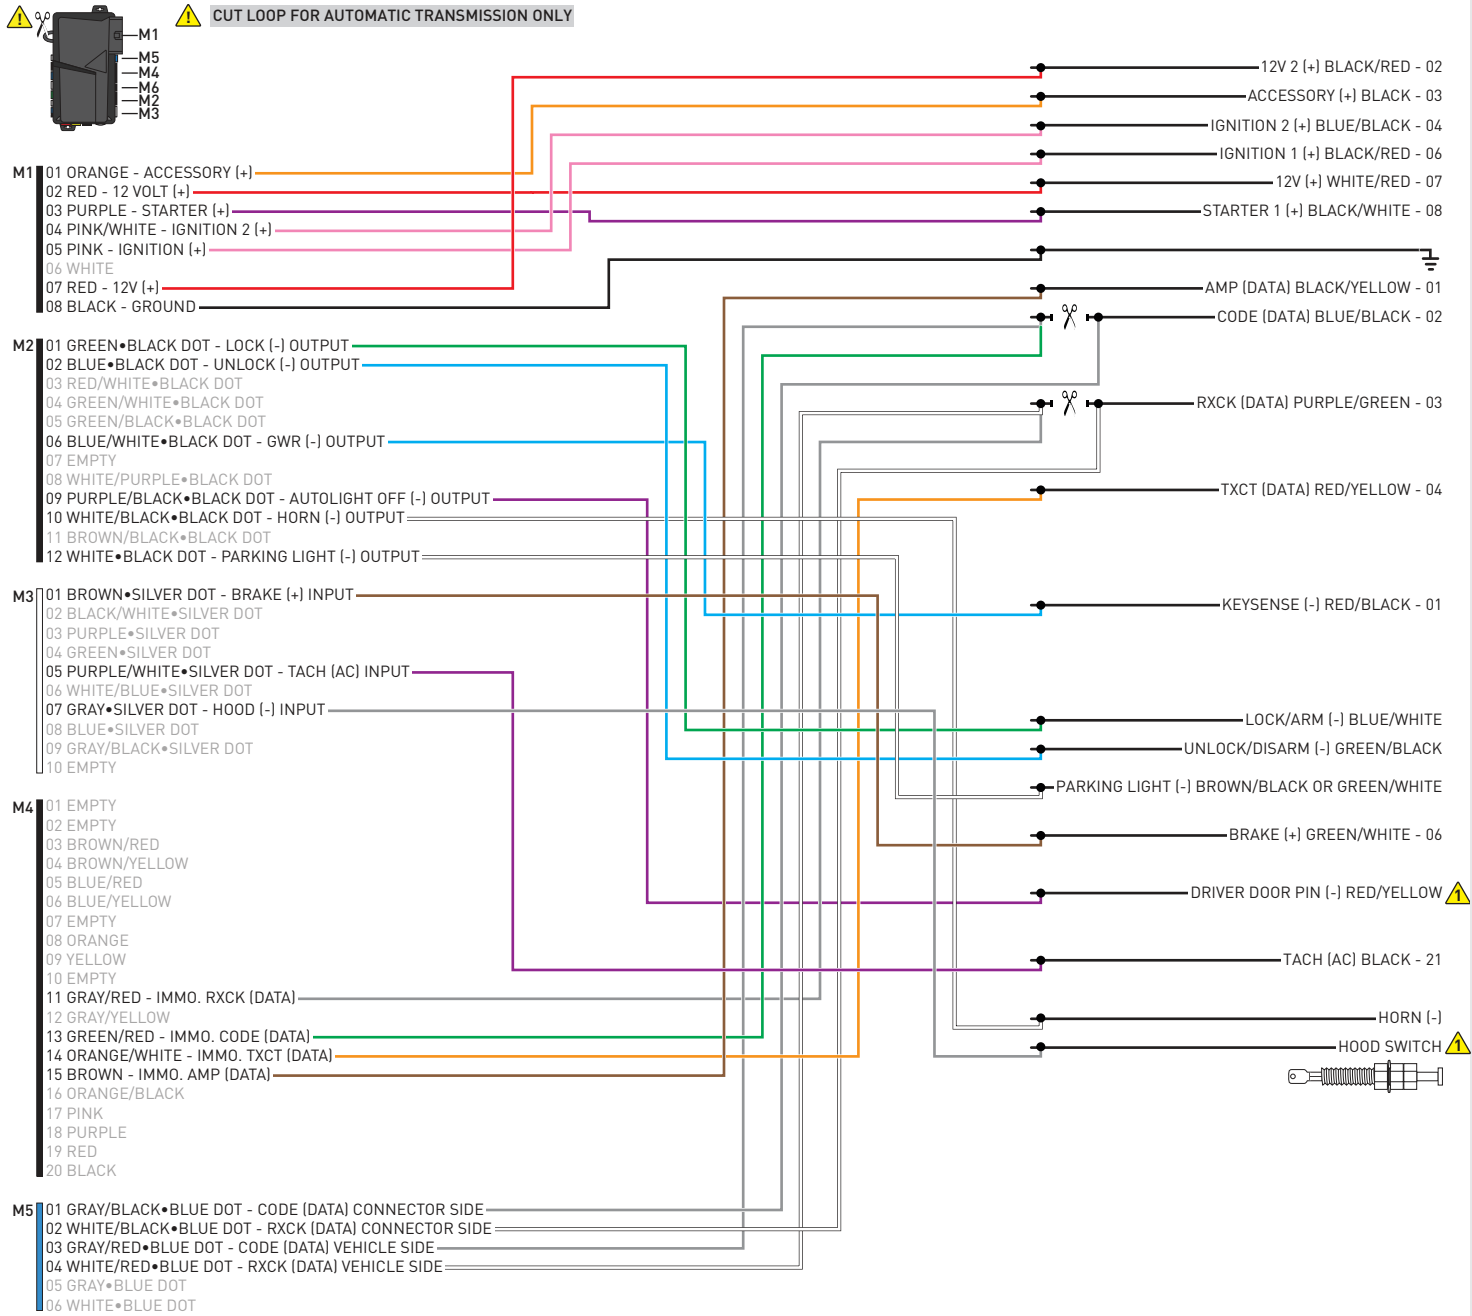 CUT LOOP FOR AUTOMATIC TRANSMISSION ONLY
M1
M5
M4
M6
M2
M3
M1
01 ORANGE - ACCESSORY (+)
02 RED - 12 VOLT (+)
03 PURPLE - STARTER (+)
04 PINK/WHITE - IGNITION 2 (+)
05 PINK - IGNITION (+)
06 WHITE
07 RED - 12V (+)
08 BLACK - GROUND
M2
01 GREEN•BLACK DOT - LOCK (-) OUTPUT
02 BLUE•BLACK DOT - UNLOCK (-) OUTPUT
03 RED/WHITE•BLACK DOT
04 GREEN/WHITE•BLACK DOT
05 GREEN/BLACK•BLACK DOT
06 BLUE/WHITE•BLACK DOT - GWR (-) OUTPUT
07 EMPTY
08 WHITE/PURPLE•BLACK DOT
09 PURPLE/BLACK•BLACK DOT - AUTOLIGHT OFF (-) OUTPUT
10 WHITE/BLACK•BLACK DOT - HORN (-) OUTPUT
11 BROWN/BLACK•BLACK DOT
12 WHITE•BLACK DOT - PARKING LIGHT (-) OUTPUT
M3
01 BROWN•SILVER DOT - BRAKE (+) INPUT
02 BLACK/WHITE•SILVER DOT
03 PURPLE•SILVER DOT
04 GREEN•SILVER DOT
05 PURPLE/WHITE•SILVER DOT - TACH (AC) INPUT
06 WHITE/BLUE•SILVER DOT
07 GRAY•SILVER DOT - HOOD (-) INPUT
08 BLUE•SILVER DOT
09 GRAY/BLACK•SILVER DOT
10 EMPTY
M4
01 EMPTY
02 EMPTY
03 BROWN/RED
04 BROWN/YELLOW
05 BLUE/RED
06 BLUE/YELLOW
07 EMPTY
08 ORANGE
09 YELLOW
10 EMPTY
11 GRAY/RED - IMMO. RXCK (DATA)
12 GRAY/YELLOW
13 GREEN/RED - IMMO. CODE (DATA)
14 ORANGE/WHITE - IMMO. TXCT (DATA)
15 BROWN - IMMO. AMP (DATA)
16 ORANGE/BLACK
17 PINK
18 PURPLE
19 RED
20 BLACK
M5
01 GRAY/BLACK•BLUE DOT - CODE (DATA) CONNECTOR SIDE
02 WHITE/BLACK•BLUE DOT - RXCK (DATA) CONNECTOR SIDE
03 GRAY/RED•BLUE DOT - CODE (DATA) VEHICLE SIDE
04 WHITE/RED•BLUE DOT - RXCK (DATA) VEHICLE SIDE
05 GRAY•BLUE DOT
06 WHITE•BLUE DOT
12V 2 (+) BLACK/RED - 02
ACCESSORY (+) BLACK - 03
IGNITION 2 (+) BLUE/BLACK - 04
IGNITION 1 (+) BLACK/RED - 06
12V (+) WHITE/RED - 07
STARTER 1 (+) BLACK/WHITE - 08
AMP (DATA) BLACK/YELLOW - 01
CODE (DATA) BLUE/BLACK - 02
RXCK (DATA) PURPLE/GREEN - 03
TXCT (DATA) RED/YELLOW - 04
KEYSENSE (-) RED/BLACK - 01
LOCK/ARM (-) BLUE/WHITE
UNLOCK/DISARM (-) GREEN/BLACK
PARKING LIGHT (-) BROWN/BLACK OR GREEN/WHITE
BRAKE (+) GREEN/WHITE - 06
DRIVER DOOR PIN (-) RED/YELLOW 1
TACH (AC) BLACK - 21
HORN (-)
HOOD SWITCH 1